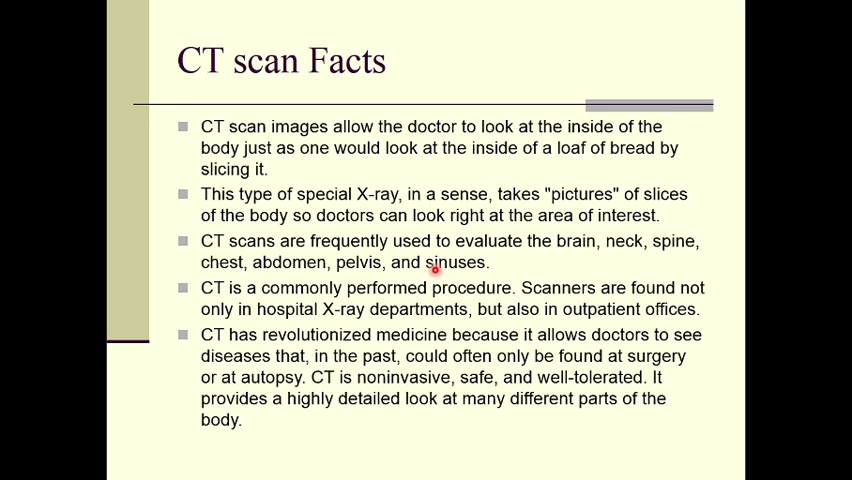 CT scan Facts
CT scan images allow the doctor to look at the inside of the
body just as one would look at the inside of a loaf of bread by
slicing it.
This type of special X-ray, in a sense, takes "pictures" of slices
of the body so doctors can look right at the area of interest.
CT scans are frequently used to evaluate the brain, neck, spine,
chest, abdomen, pelvis, and sinuses.
CT is a commonly performed procedure. Scanners are found not
only in hospital X-ray departments, but also in outpatient offices.
CT has revolutionized medicine because it allows doctors to see
diseases that, in the past, could often only be found at surgery
or at autopsy. CT is noninvasive, safe, and well-tolerated. It
provides a highly detailed look at many different parts of the
body.